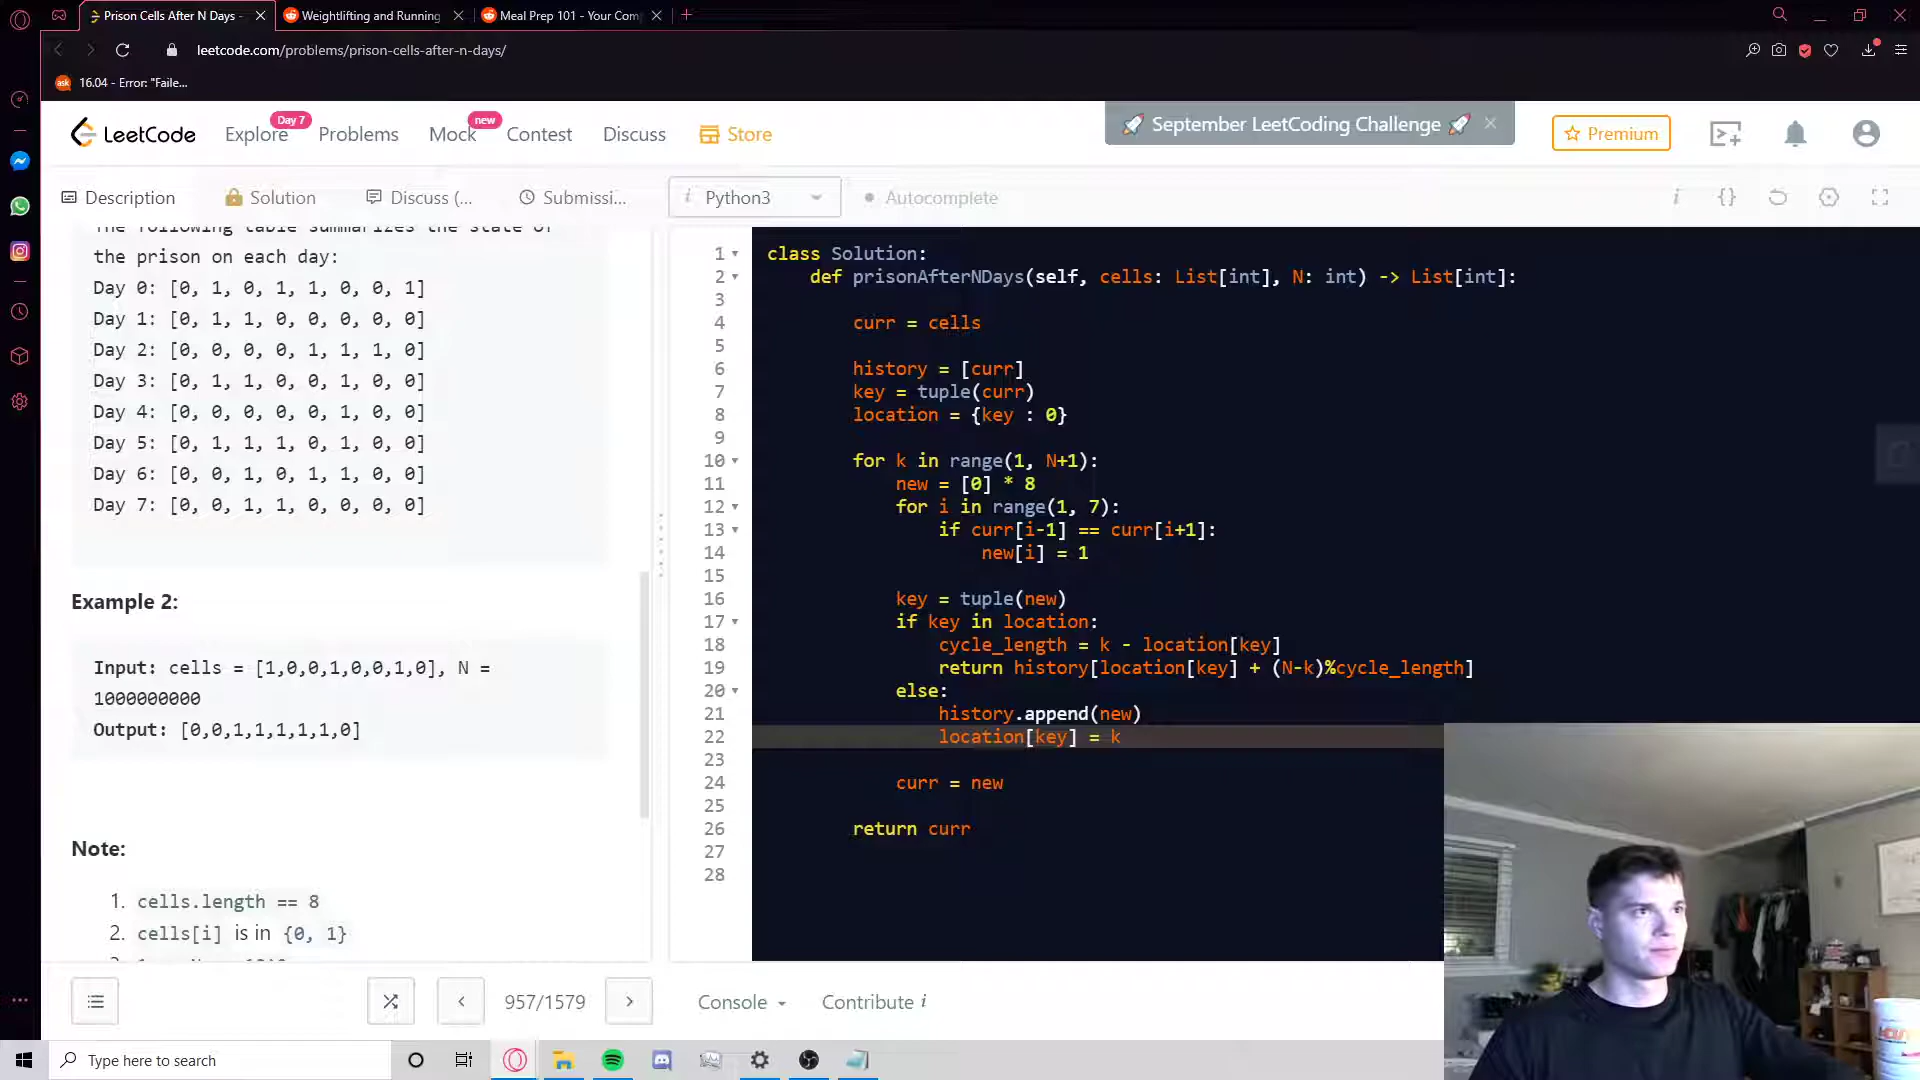 Prison Cells After N Days -
Weightlifting and Running
Meal Prep 101 - Your Com
leetcode.com/problems/prison-cells-after-n-days/
ask
16.04 - Error: "Faile...
LeetCode
Explore
Day 7
Problems
Mock
new
Contest
Discuss
Store
🚀 September LeetCoding Challenge 🚀
Premium
Description
Solution
Discuss (...
Submissi...
i
Python3
Autocomplete
i
{}
The following table summarizes the state of
the prison on each day:
Day 0: [0, 1, 0, 1, 1, 0, 0, 1]
Day 1: [0, 1, 1, 0, 0, 0, 0, 0]
Day 2: [0, 0, 0, 0, 1, 1, 1, 0]
Day 3: [0, 1, 1, 0, 0, 1, 0, 0]
Day 4: [0, 0, 0, 0, 0, 1, 0, 0]
Day 5: [0, 1, 1, 1, 0, 1, 0, 0]
Day 6: [0, 0, 1, 0, 1, 1, 0, 0]
Day 7: [0, 0, 1, 1, 0, 0, 0, 0]
Example 2:
Input: cells = [1,0,0,1,0,0,1,0], N =
1000000000
Output: [0,0,1,1,1,1,1,0]
Note:
1. cells.length == 8
2. cells[i] is in {0, 1}
1 class Solution:
2 def prisonAfterNDays(self, cells: List[int], N: int) -> List[int]:
3
4 curr = cells
5
6 history = [curr]
7 key = tuple(curr)
8 location = {key : 0}
9
10 for k in range(1, N+1):
11 new = [0] * 8
12 for i in range(1, 7):
13 if curr[i-1] == curr[i+1]:
14 new[i] = 1
15
16 key = tuple(new)
17 if key in location:
18 cycle_length = k - location[key]
19 return history[location[key] + (N-k)%cycle_length]
20 else:
21 history.append(new)
22 location[key] = k
23
24 curr = new
25
26 return curr
27
28
957/1579
Console
Contribute i
Type here to search